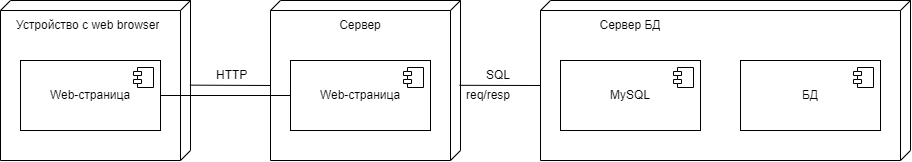 Устройство с web browser
Web-страница
HTTP
Сервер
Web-страница
SQL
req/resp
Сервер БД
MySQL
БД